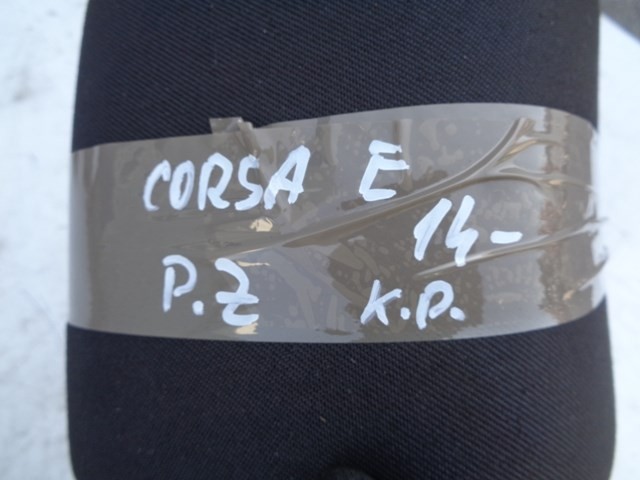 CORSA E
14-
P.Z K.P.